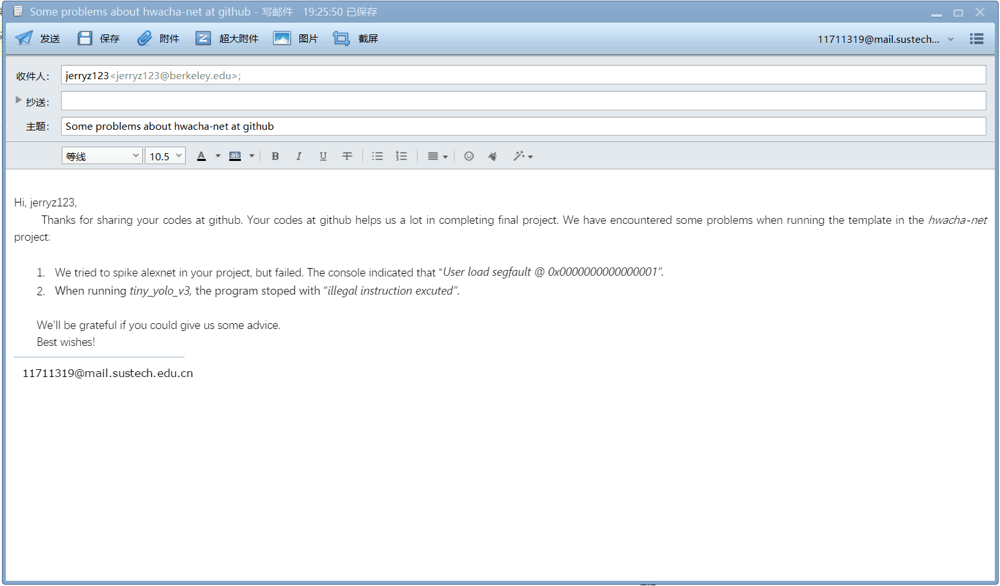 Some problems about hwacha-net at github - 写邮件 19:25:50 已保存
发送 保存 附件 超大附件 图片 截屏 11711319@mail.sustech...
收件人: jerryz123<jerryz123@berkeley.edu>;
抄送:
主题: Some problems about hwacha-net at github
等线 10.5 A ab B I U T
Hi, jerryz123,
Thanks for sharing your codes at github. Your codes at github helps us a lot in completing final project. We have encountered some problems when running the template in the hwacha-net
project:
1. We tried to spike alexnet in your project, but failed. The console indicated that “User load segfault @ 0x0000000000000001”.
2. When running tiny_yolo_v3, the program stoped with “illegal instruction excuted”.
We'll be grateful if you could give us some advice.
Best wishes!
11711319@mail.sustech.edu.cn